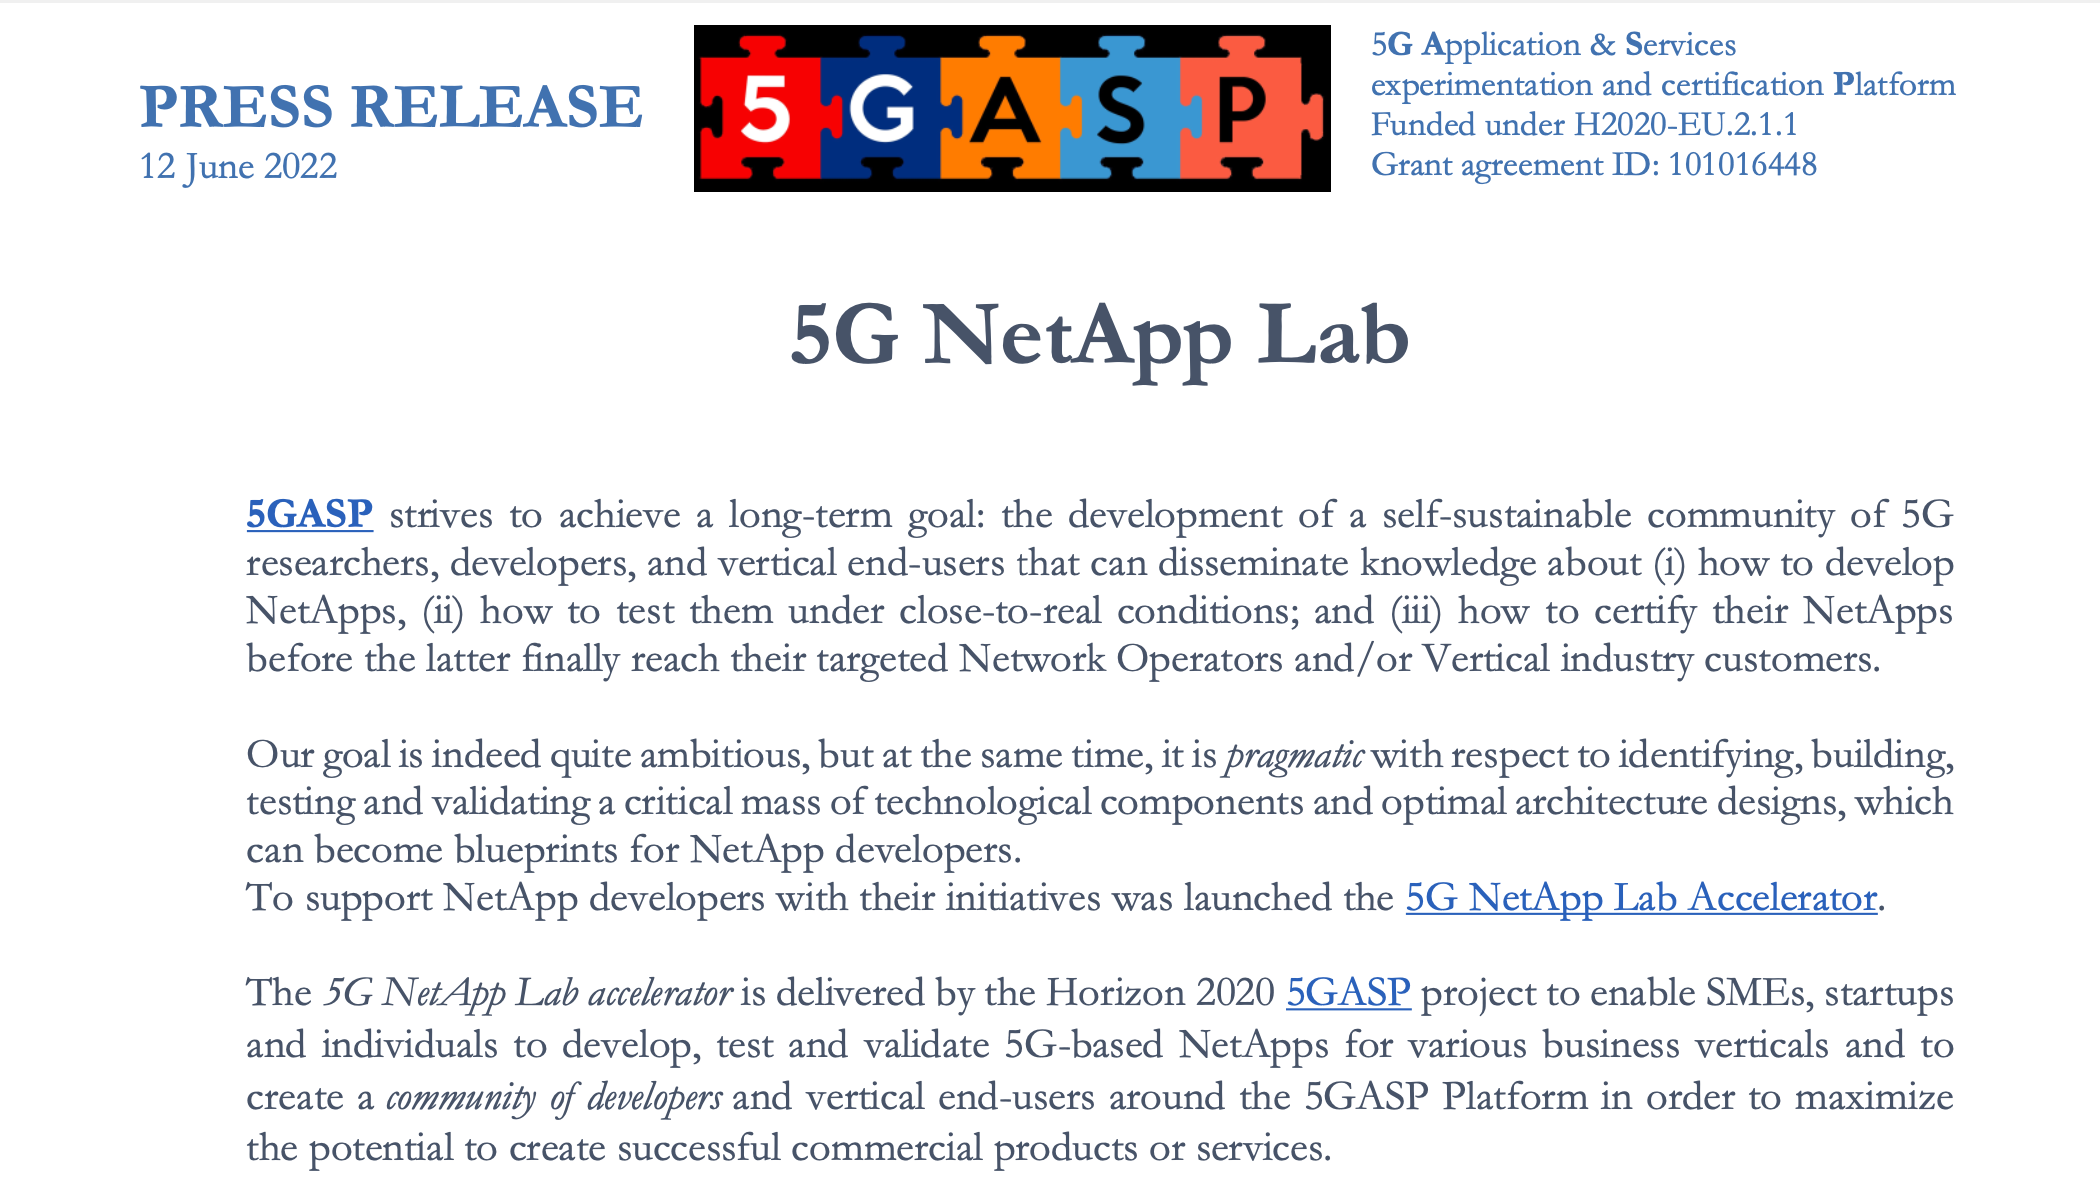 PRESS RELEASE
12 June 2022
5GASP
5G Application & Services
experimentation and certification Platform
Funded under H2020-EU.2.1.1
Grant agreement ID: 101016448
5G NetApp Lab
5GASP strives to achieve a long-term goal: the development of a self-sustainable community of 5G
researchers, developers, and vertical end-users that can disseminate knowledge about (i) how to develop
NetApps, (ii) how to test them under close-to-real conditions; and (iii) how to certify their NetApps
before the latter finally reach their targeted Network Operators and/or Vertical industry customers.
Our goal is indeed quite ambitious, but at the same time, it is pragmatic with respect to identifying, building,
testing and validating a critical mass of technological components and optimal architecture designs, which
can become blueprints for NetApp developers.
To support NetApp developers with their initiatives was launched the 5G NetApp Lab Accelerator.
The 5G NetApp Lab accelerator is delivered by the Horizon 2020 5GASP project to enable SMEs, startups
and individuals to develop, test and validate 5G-based NetApps for various business verticals and to
create a community of developers and vertical end-users around the 5GASP Platform in order to maximize
the potential to create successful commercial products or services.